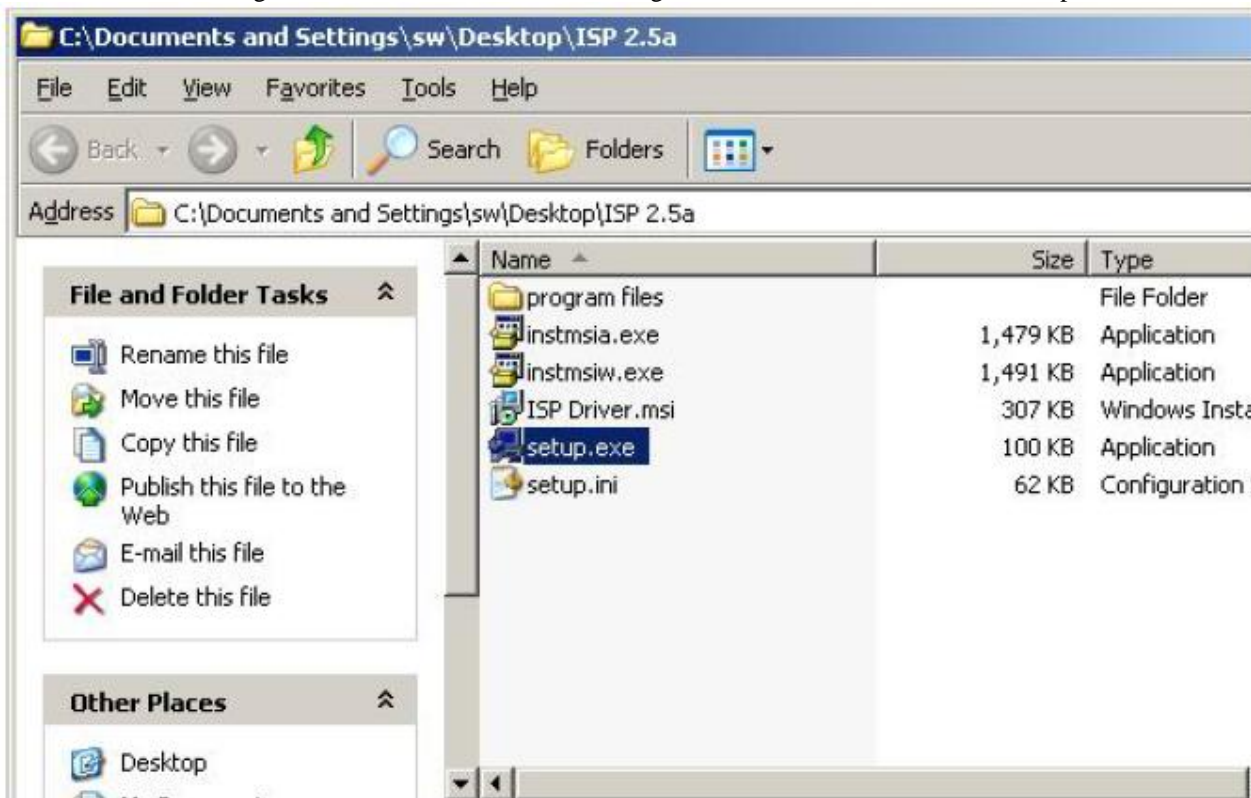 C:\Documents and Settings\sw\Desktop\ISP 2.5a
File Edit View Favorites Tools Help
Back Search Folders
Address C:\Documents and Settings\sw\Desktop\ISP 2.5a
Name Size Type
File and Folder Tasks
Rename this file
Move this file
Copy this file
Publish this file to the
Web
E-mail this file
Delete this file
Other Places
Desktop
program files File Folder
instmsia.exe 1,479 KB Application
instmsiw.exe 1,491 KB Application
ISP Driver.msi 307 KB Windows Insta
setup.exe 100 KB Application
setup.ini 62 KB Configuration